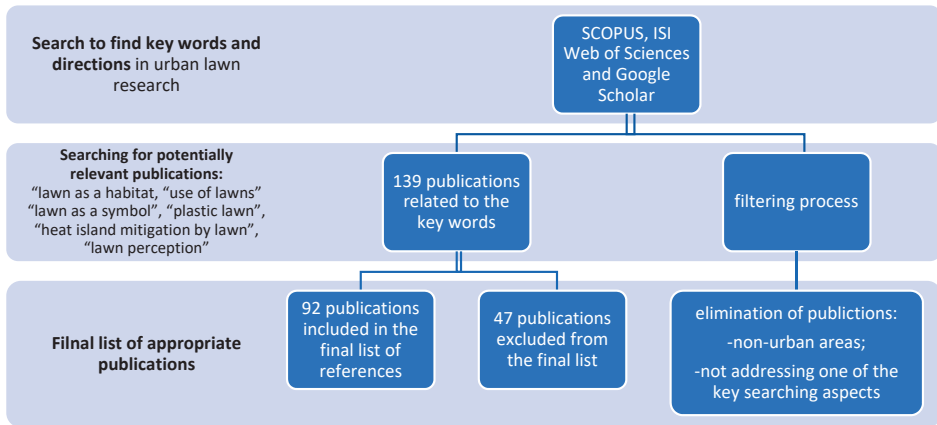 Search to find key words and
directions in urban lawn
research
SCOPUS, ISI
Web of Sciences
and Google
Scholar
Searching for potentially
relevant publications:
“lawn as a habitat, “use of lawns”
“lawn as a symbol”, “plastic lawn”,
“heat island mitigation by lawn”,
“lawn perception”
139 publications
related to the
key words
filtering process
Filnal list of appropriate
publications
92 publications
included in the
final list of
references
47 publications
excluded from
the final list
elimination of publictions:
-non-urban areas;
-not addressing one of the
key searching aspects